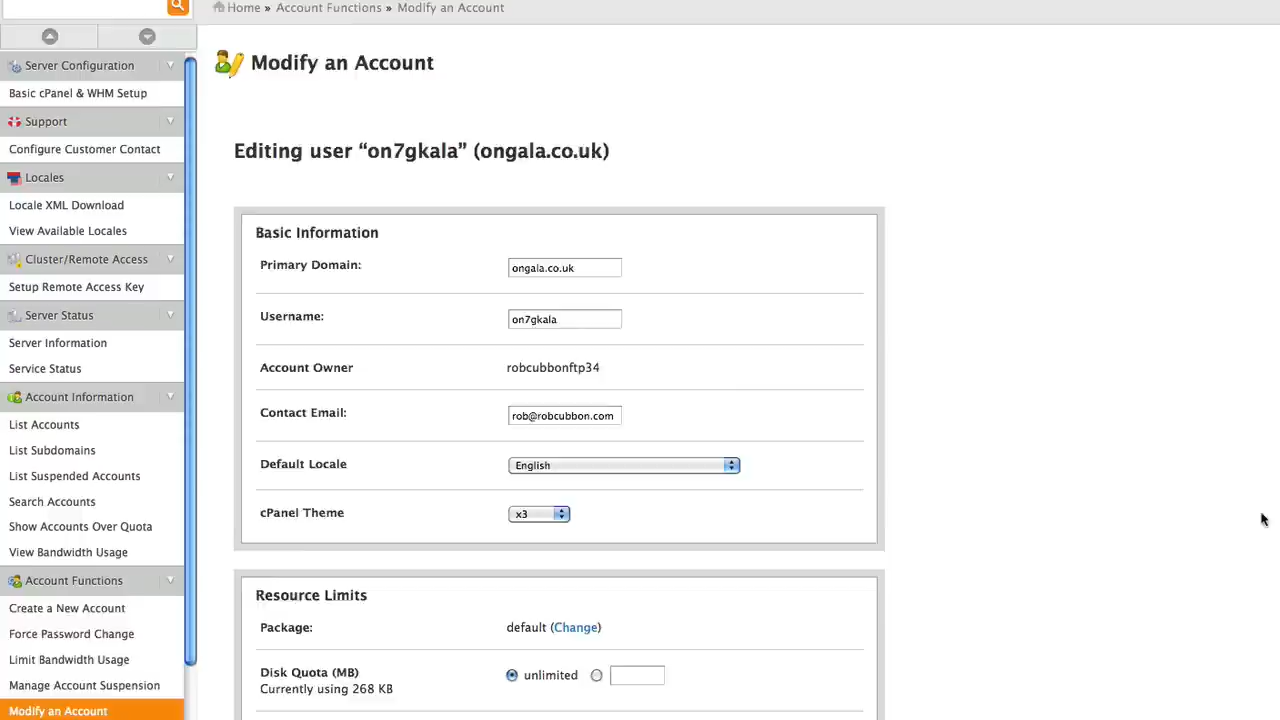 Home » Account Functions » Modify an Account
Server Configuration
Basic cPanel & WHM Setup
Support
Configure Customer Contact
Locales
Locale XML Download
View Available Locales
Cluster/Remote Access
Setup Remote Access Key
Server Status
Server Information
Service Status
Account Information
List Accounts
List Subdomains
List Suspended Accounts
Search Accounts
Show Accounts Over Quota
View Bandwidth Usage
Account Functions
Create a New Account
Force Password Change
Limit Bandwidth Usage
Manage Account Suspension
Modify an Account
Modify an Account
Editing user “on7gkala” (ongala.co.uk)
Basic Information
Primary Domain: ongala.co.uk
Username: on7gkala
Account Owner robcubbonftp34
Contact Email: rob@robcubbon.com
Default Locale English
cPanel Theme x3
Resource Limits
Package: default (Change)
Disk Quota (MB) unlimited
Currently using 268 KB